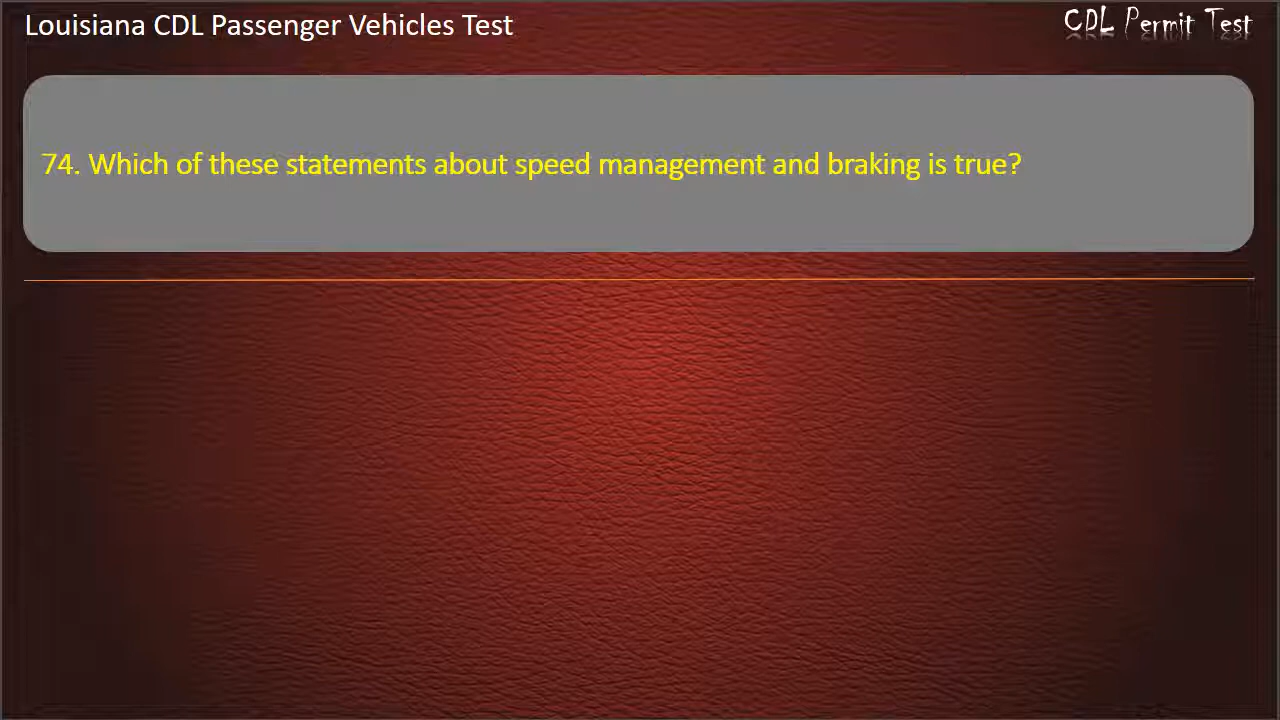 Louisiana CDL Passenger Vehicles Test
CDL Permit Test
74. Which of these statements about speed management and braking is true?